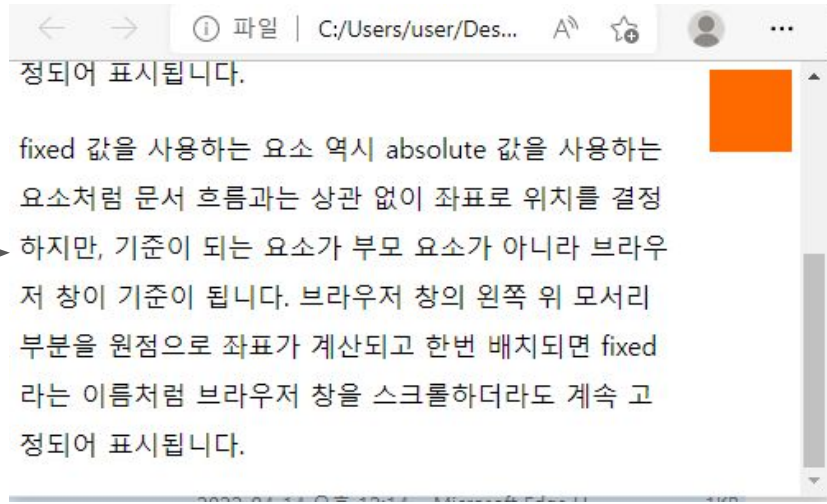 파일 | C:/Users/user/Des...
정되어 표시됩니다.
fixed 값을 사용하는 요소 역시 absolute 값을 사용하는
요소처럼 문서 흐름과는 상관 없이 좌표로 위치를 결정
하지만, 기준이 되는 요소가 부모 요소가 아니라 브라우
저 창이 기준이 됩니다. 브라우저 창의 왼쪽 위 모서리
부분을 원점으로 좌표가 계산되고 한번 배치되면 fixed
라는 이름처럼 브라우저 창을 스크롤하더라도 계속 고
정되어 표시됩니다.